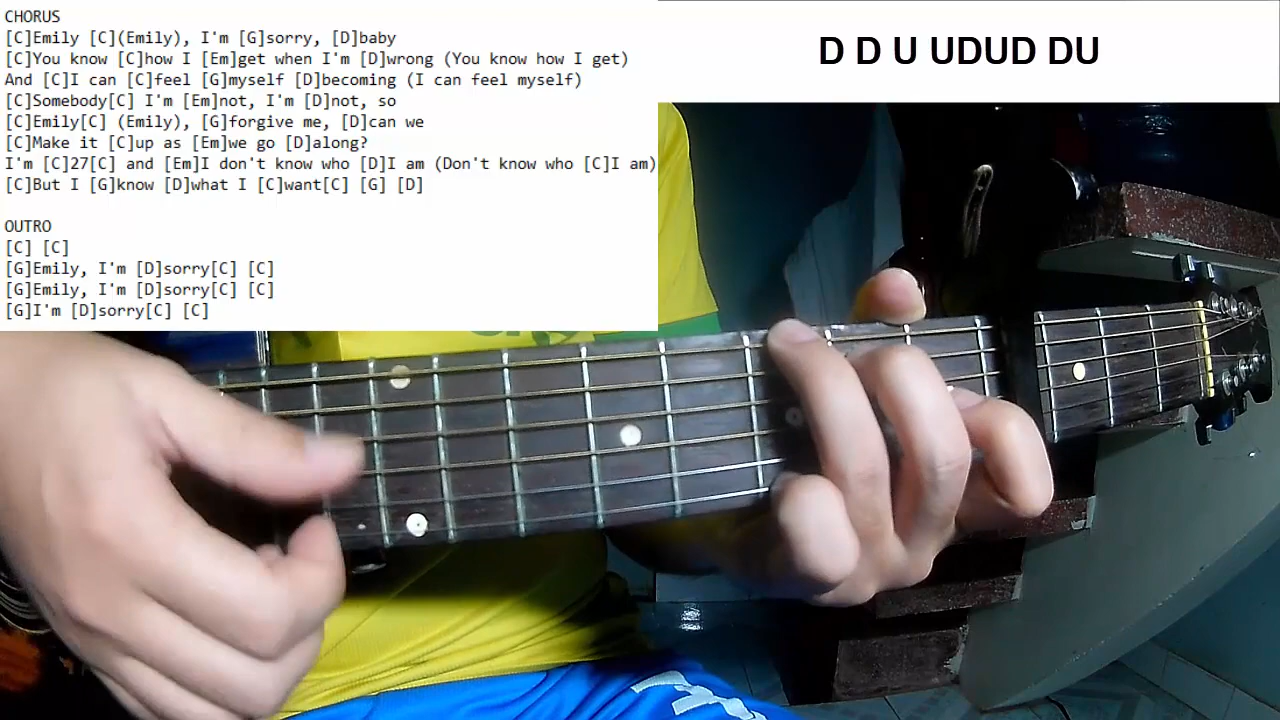 CHORUS
[C]Emily [C](Emily), I'm [G]sorry, [D]baby
[C]You know [C]how I [Em]get when I'm [D]wrong (You know how I get)
And [C]I can [C]feel [G]myself [D]becoming (I can feel myself)
[C]Somebody[C] I'm [Em]not, I'm [D]not, so
[C]Emily[C] (Emily), [G]forgive me, [D]can we
[C]Make it [C]up as [Em]we go [D]along?
I'm [C]27[C] and [Em]I don't know who [D]I am (Don't know who [C]I am)
[C]But I [G]know [D]what I [C]want[C] [G] [D]
OUTRO
[C] [C]
[G]Emily, I'm [D]sorry[C] [C]
[G]Emily, I'm [D]sorry[C] [C]
[G]I'm [D]sorry[C] [C]
D D U UDUD DU